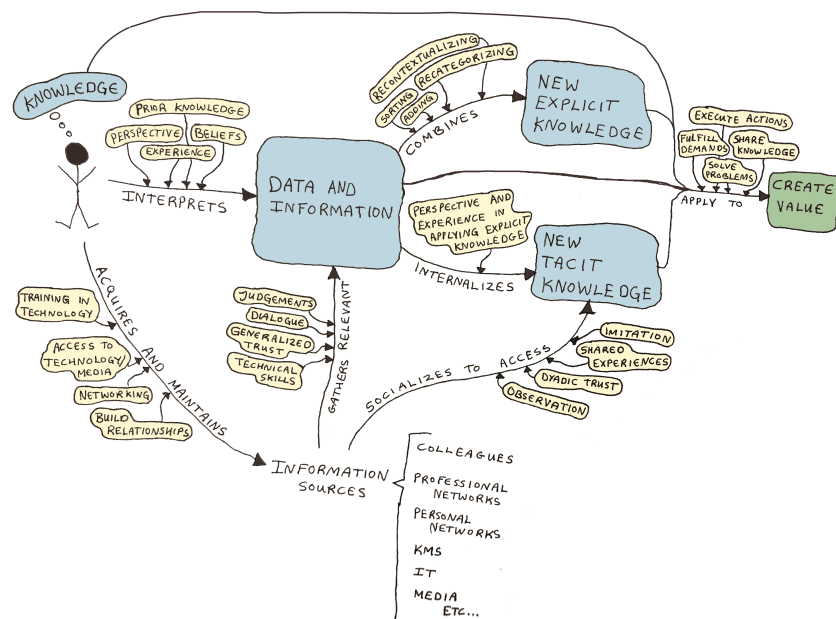 KNOWLEDGE
PRIOR KNOWLEDGE
PERSPECTIVE
BELIEFS
EXPERIENCE
INTERPRETS
DATA AND
INFORMATION
RECONTEXTUALIZING
RECATEGORIZING
SORTING
ADDING
COMBINES
NEW
EXPLICIT
KNOWLEDGE
PERSPECTIVE AND
EXPERIENCE IN
APPLYING EXPLICIT
KNOWLEDGE
INTERNALIZES
NEW
TACIT
KNOWLEDGE
EXECUTE ACTIONS
FULFILL
DEMANDS
SHARE
KNOWLEDGE
SOLVE
PROBLEMS
APPLY TO
CREATE
VALUE
ACQUIRES AND MAINTAINS
TRAINING IN
TECHNOLOGY
ACCESS TO
TECHNOLOGY/
MEDIA
NETWORKING
BUILD
RELATIONSHIPS
JUDGEMENTS
DIALOGUE
GENERALIZED
TRUST
TECHNICAL
SKILLS
GATHERS RELEVANT
SOCIALIZES TO ACCESS
IMITATION
SHARED
EXPERIENCES
DYADIC TRUST
OBSERVATION
INFORMATION
SOURCES
COLLEAGUES
PROFESSIONAL
NETWORKS
PERSONAL
NETWORKS
KMS
IT
MEDIA
ETC...